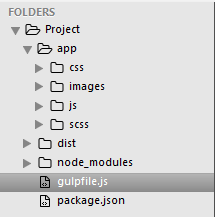 FOLDERS
Project
app
css
images
js
scss
dist
node_modules
gulpfile.js
package.json